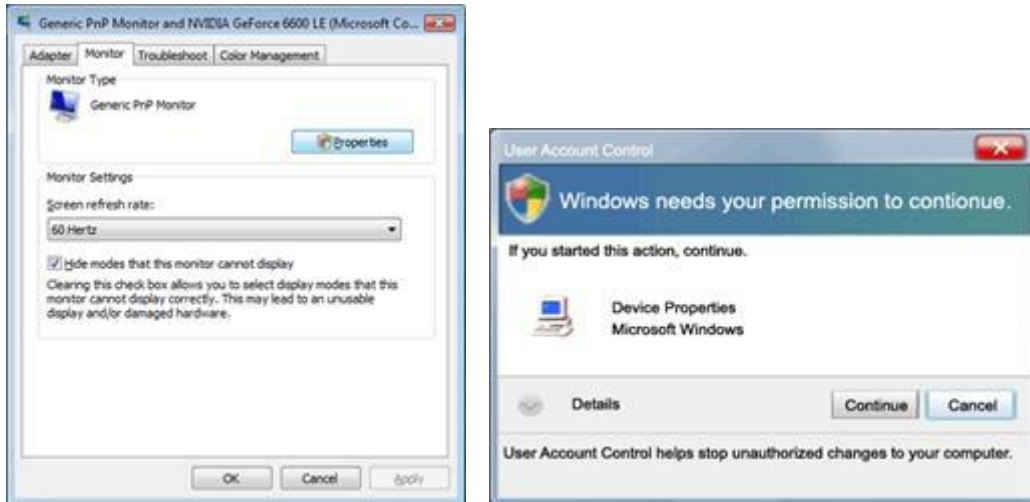 Generic PnP Monitor and NVIDIA GeForce 6600 LE (Microsoft Co...
Adapter Monitor Troubleshoot Color Management
Monitor Type
Generic PnP Monitor
Properties
Monitor Settings
Screen refresh rate:
60 Hertz
Hide modes that this monitor cannot display
Clearing this check box allows you to select display modes that this
monitor cannot display correctly. This may lead to an unusable
display and/or damaged hardware.
OK Cancel Apply
User Account Control
Windows needs your permission to contionue.
If you started this action, continue.
Device Properties
Microsoft Windows
Details Continue Cancel
User Account Control helps stop unauthorized changes to your computer.